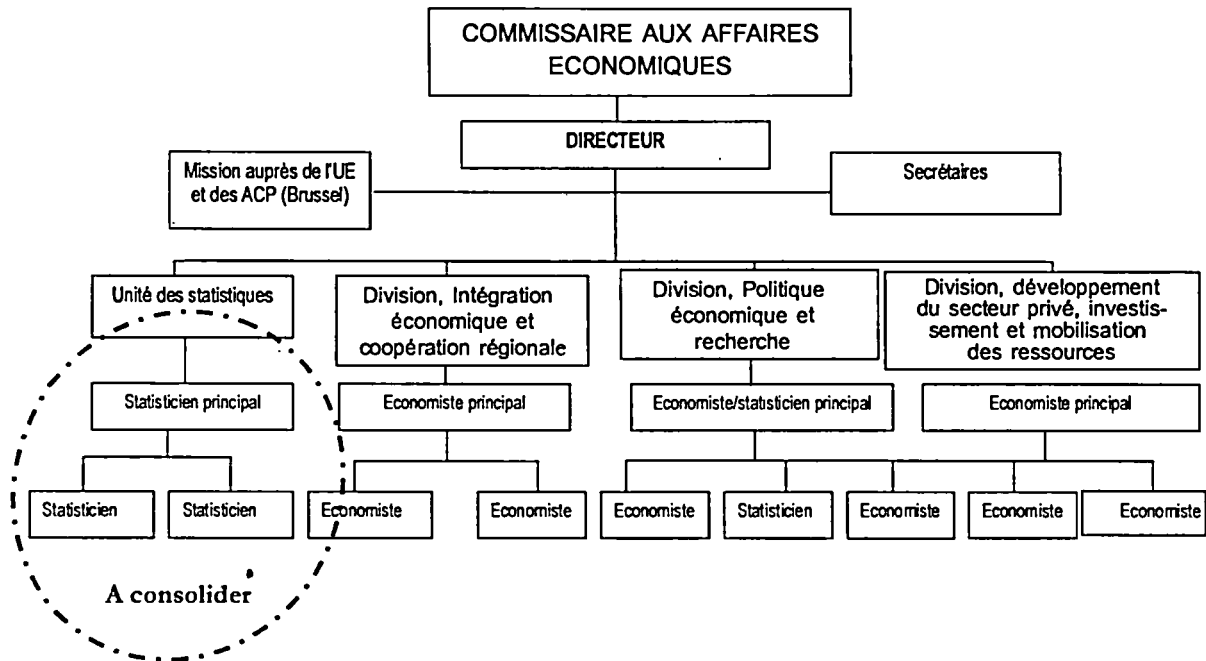 COMMISSAIRE AUX AFFAIRES
ECONOMIQUES
DIRECTEUR
Mission auprès de l'UE
et des ACP (Brussel)
Secrétaires
Unité des statistiques
Division, Intégration
économique et
coopération régionale
Division, Politique
économique et
recherche
Division, développement
du secteur privé, investis-
sement et mobilisation
des ressources
Statisticien principal
Economiste principal
Economiste/statisticien principal
Economiste principal
Statisticien
Statisticien
Economiste
Economiste
Economiste
Statisticien
Economiste
Economiste
Economiste
A consolider